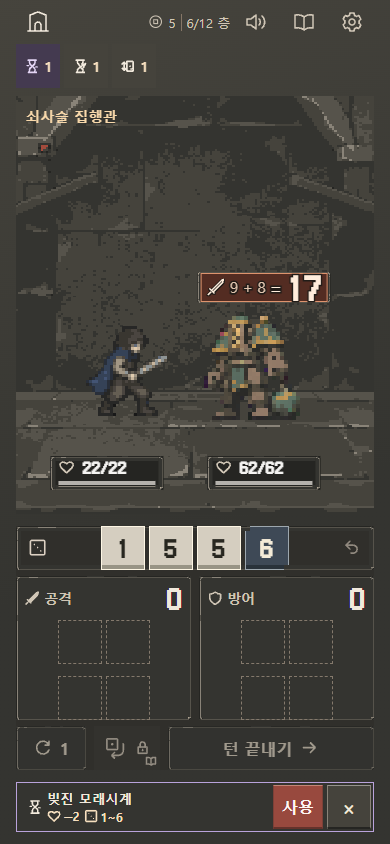 5 6/12 층
1 1 1
쇠사슬 집행관
9 + 8 = 17
22/22 62/62
1 5 5 6
공격 0 방어 0
1 턴 끝내기 →
빚진 모래시계
−2 1~6
사용 ×